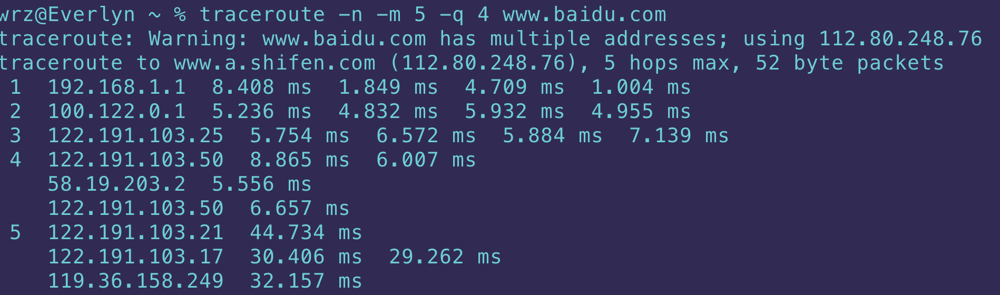 wrz@Everlyn ~ % traceroute -n -m 5 -q 4 www.baidu.com
traceroute: Warning: www.baidu.com has multiple addresses; using 112.80.248.76
traceroute to www.a.shifen.com (112.80.248.76), 5 hops max, 52 byte packets
 1  192.168.1.1  8.408 ms  1.849 ms  4.709 ms  1.004 ms
 2  100.122.0.1  5.236 ms  4.832 ms  5.932 ms  4.955 ms
 3  122.191.103.25  5.754 ms  6.572 ms  5.884 ms  7.139 ms
 4  122.191.103.50  8.865 ms  6.007 ms
    58.19.203.2  5.556 ms
    122.191.103.50  6.657 ms
 5  122.191.103.21  44.734 ms
    122.191.103.17  30.406 ms  29.262 ms
    119.36.158.249  32.157 ms